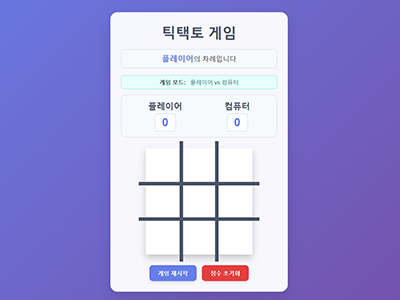 틱택토 게임
플레이어의 차례입니다
게임 모드: 플레이어 vs 컴퓨터
플레이어 컴퓨터
0 0
게임 재시작 점수 초기화